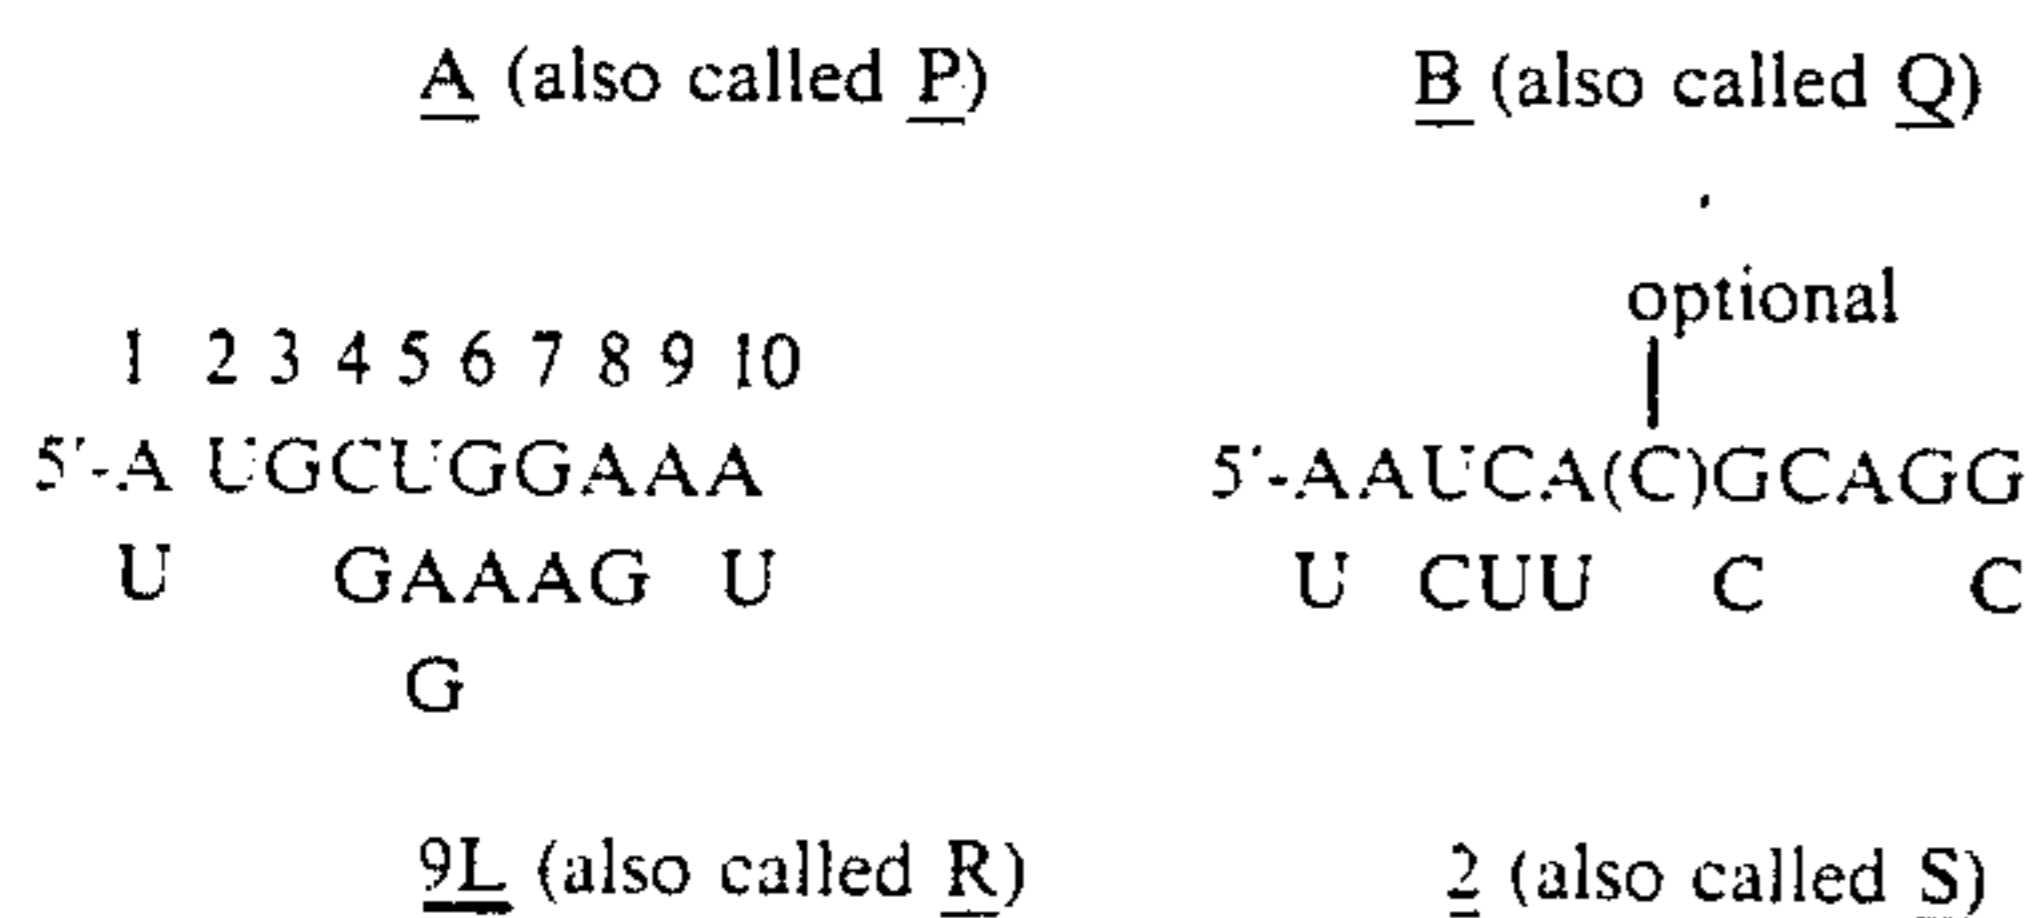 A (also called P) B (also called Q)
optional
1 2 3 4 5 6 7 8 9 10
5′-A UGCUGGAAA 5′-AAUCA(C)GCAGG
U GAAAG U U CUU C C
G
9L (also called R) 2 (also called S)